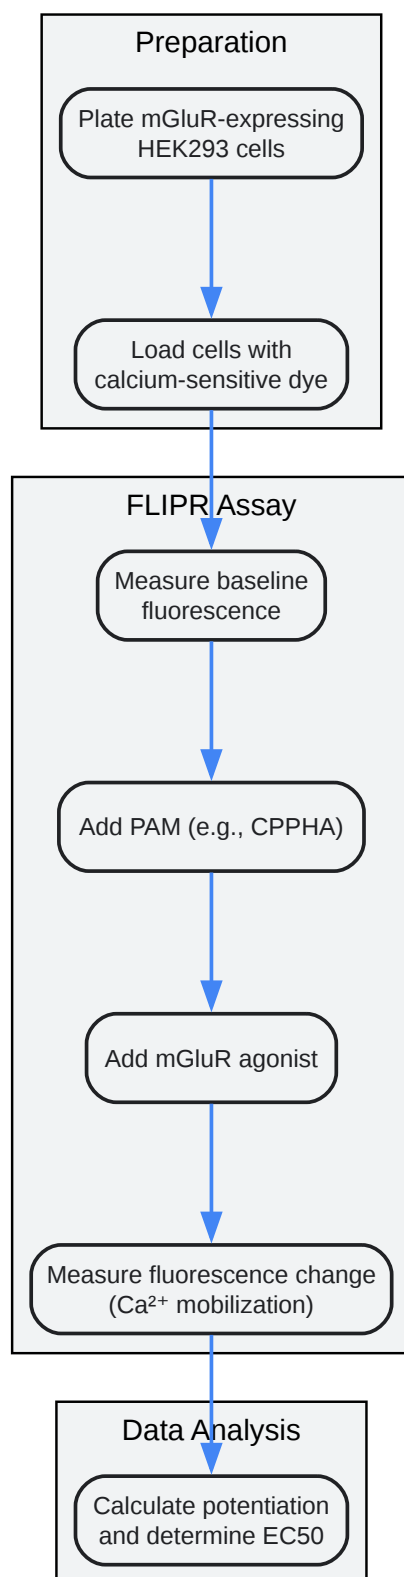 Preparation
Plate mGluR-expressing
HEK293 cells
Load cells with
calcium-sensitive dye
FLIPR Assay
Measure baseline
fluorescence
Add PAM (e.g., CPPHA)
Add mGluR agonist
Measure fluorescence change
(Ca²⁺ mobilization)
Data Analysis
Calculate potentiation
and determine EC50